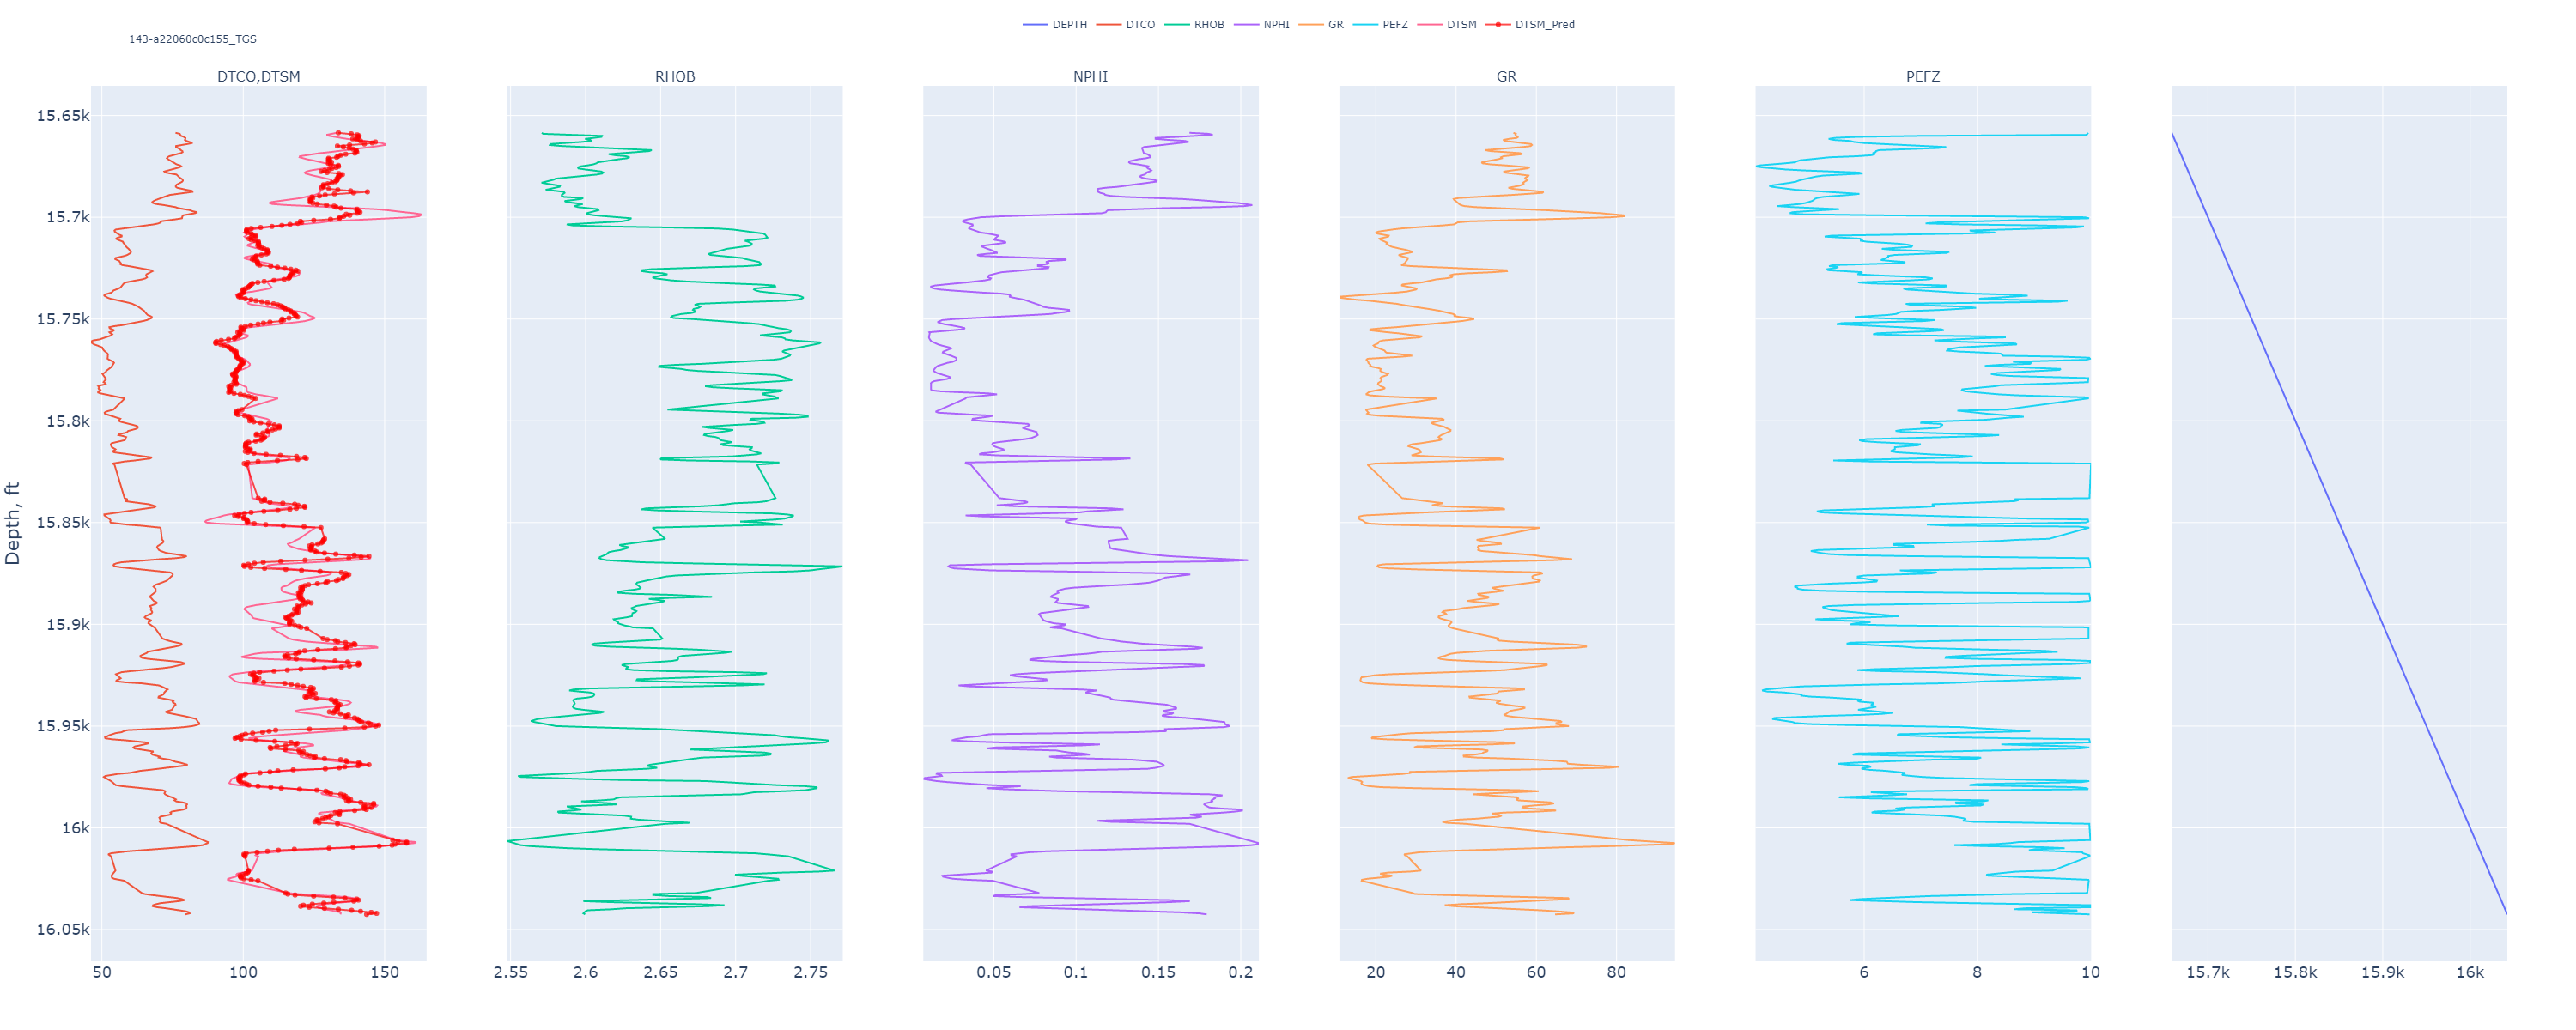 DEPTH DTCO RHOB NPHI GR PEFZ DTSM DTSM_Pred
143-a22060c0c155_TGS
DTCO,DTSM RHOB NPHI GR PEFZ
Depth, ft
15.65k
15.7k
15.75k
15.8k
15.85k
15.9k
15.95k
16k
16.05k
50 100 150 2.55 2.6 2.65 2.7 2.75 0.05 0.1 0.15 0.2 20 40 60 80 6 8 10 15.7k 15.8k 15.9k 16k